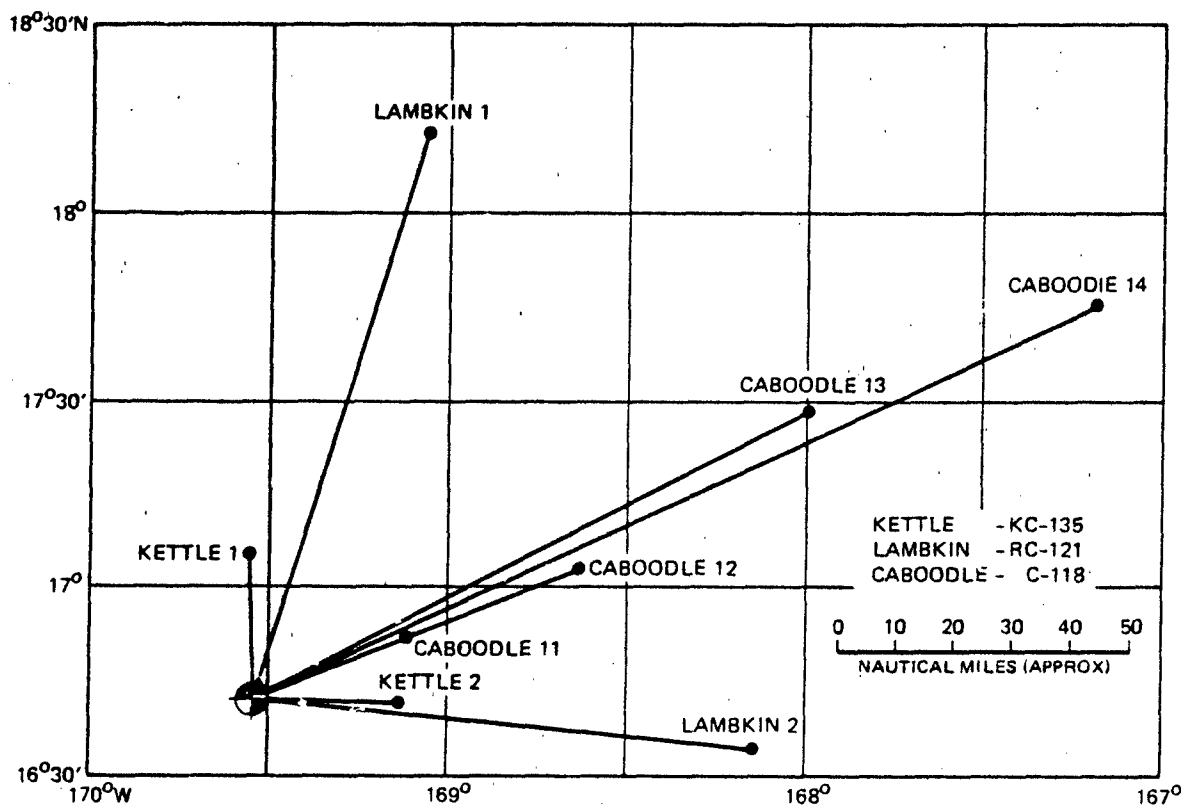 18°30'N
LAMBKIN 1
18°
CABOODIE 14
CABOODLE 13
17°30'
KETTLE - KC-135
KETTLE 1
LAMBKIN - RC-121
CABOODLE 12
CABOODLE - C-118
17°
0 10 20 30 40 50
CABOODLE 11
NAUTICAL MILES (APPROX)
KETTLE 2
LAMBKIN 2
16°30'
170°W 169° 168° 167°